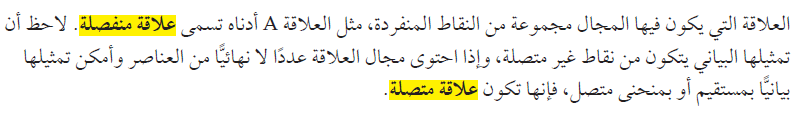 العلاقة التي يكون فيها المجال مجموعة من النقاط المنفردة، مثل العلاقة A أدناه تسمى علاقة منفصلة. لاحظ أن
تمثيلها البياني يتكون من نقاط غير متصلة، وإذا احتوى مجال العلاقة عددًا لا نهائيًّا من العناصر وأمكن تمثيلها
بيانيًّا بمستقيم أو بمنحنى متصل، فإنها تكون علاقة متصلة.